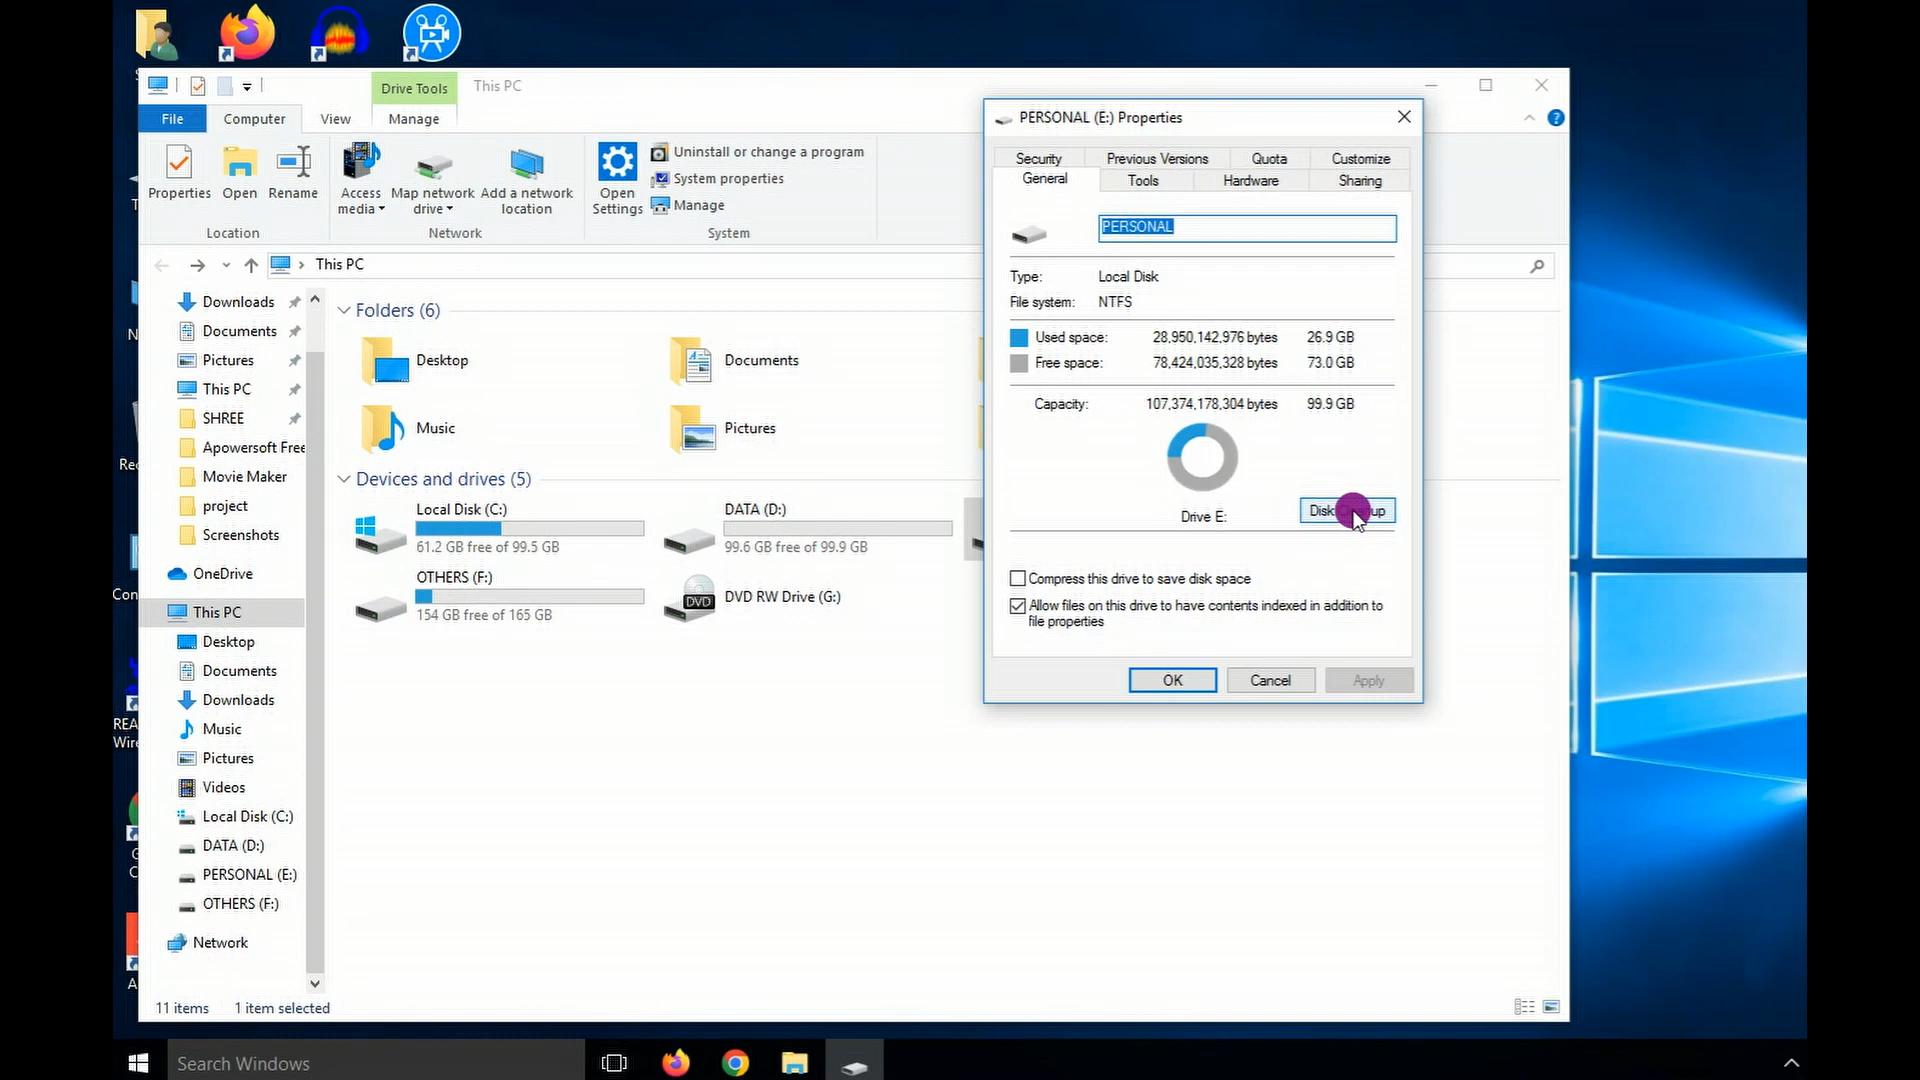 Drive Tools
This PC
File
Computer
View
Manage
Properties
Open
Rename
Access media
Map network drive
Add a network location
Open Settings
Uninstall or change a program
System properties
Manage
Location
Network
System
This PC
Downloads
Documents
Pictures
This PC
SHREE
Apowersoft Free
Movie Maker
project
Screenshots
OneDrive
This PC
Desktop
Documents
Downloads
Music
Pictures
Videos
Local Disk (C:)
DATA (D:)
PERSONAL (E:)
OTHERS (F:)
Network
Folders (6)
Desktop
Documents
Music
Pictures
Devices and drives (5)
Local Disk (C:)
61.2 GB free of 99.5 GB
DATA (D:)
99.6 GB free of 99.9 GB
OTHERS (F:)
154 GB free of 165 GB
DVD
DVD RW Drive (G:)
11 items
1 item selected
PERSONAL (E:) Properties
Security
Previous Versions
Quota
Customize
General
Tools
Hardware
Sharing
PERSONAL
Type: Local Disk
File system: NTFS
Used space: 28,950,142,976 bytes 26.9 GB
Free space: 78,424,035,328 bytes 73.0 GB
Capacity: 107,374,178,304 bytes 99.9 GB
Drive E:
Compress this drive to save disk space
Allow files on this drive to have contents indexed in addition to
file properties
OK
Cancel
Apply
Search Windows